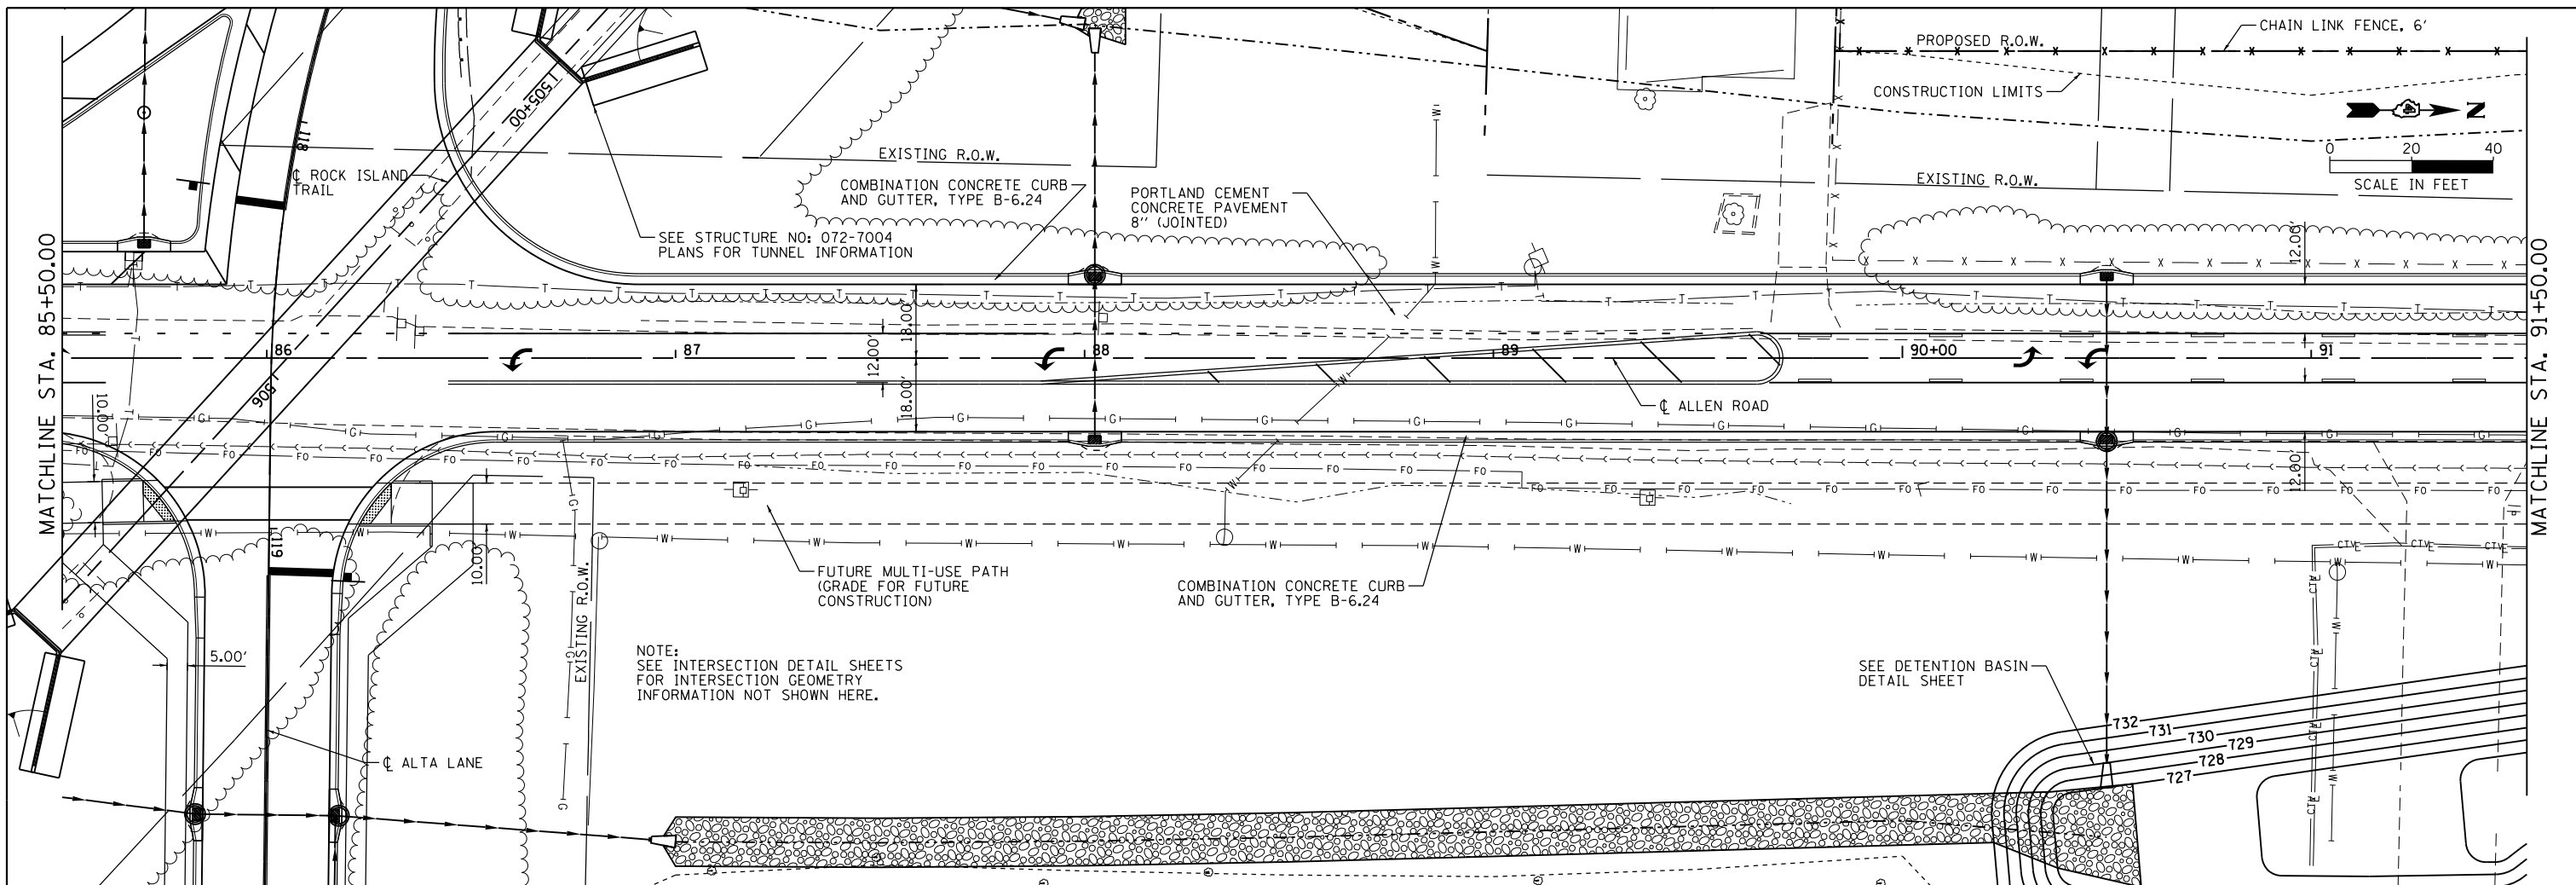 CHAIN LINK FENCE, 6'
PROPOSED R.O.W.
CONSTRUCTION LIMITS
N
0 20 40
SCALE IN FEET
505+00
118
EXISTING R.O.W.
EXISTING R.O.W.
℄ ROCK ISLAND
TRAIL
COMBINATION CONCRETE CURB
AND GUTTER, TYPE B-6.24
PORTLAND CEMENT
CONCRETE PAVEMENT
8'' (JOINTED)
SEE STRUCTURE NO: 072-7004
PLANS FOR TUNNEL INFORMATION
MATCHLINE STA. 85+50.00
MATCHLINE STA. 91+50.00
12.00'
18.00'
12.00'
18.00'
86
87
88
89
90+00
91
506
℄ ALLEN ROAD
10.00'
12.00'
119
10.00'
FUTURE MULTI-USE PATH
(GRADE FOR FUTURE
CONSTRUCTION)
COMBINATION CONCRETE CURB
AND GUTTER, TYPE B-6.24
EXISTING R.O.W.
5.00'
NOTE:
SEE INTERSECTION DETAIL SHEETS
FOR INTERSECTION GEOMETRY
INFORMATION NOT SHOWN HERE.
SEE DETENTION BASIN
DETAIL SHEET
℄ ALTA LANE
732
731
730
729
728
727